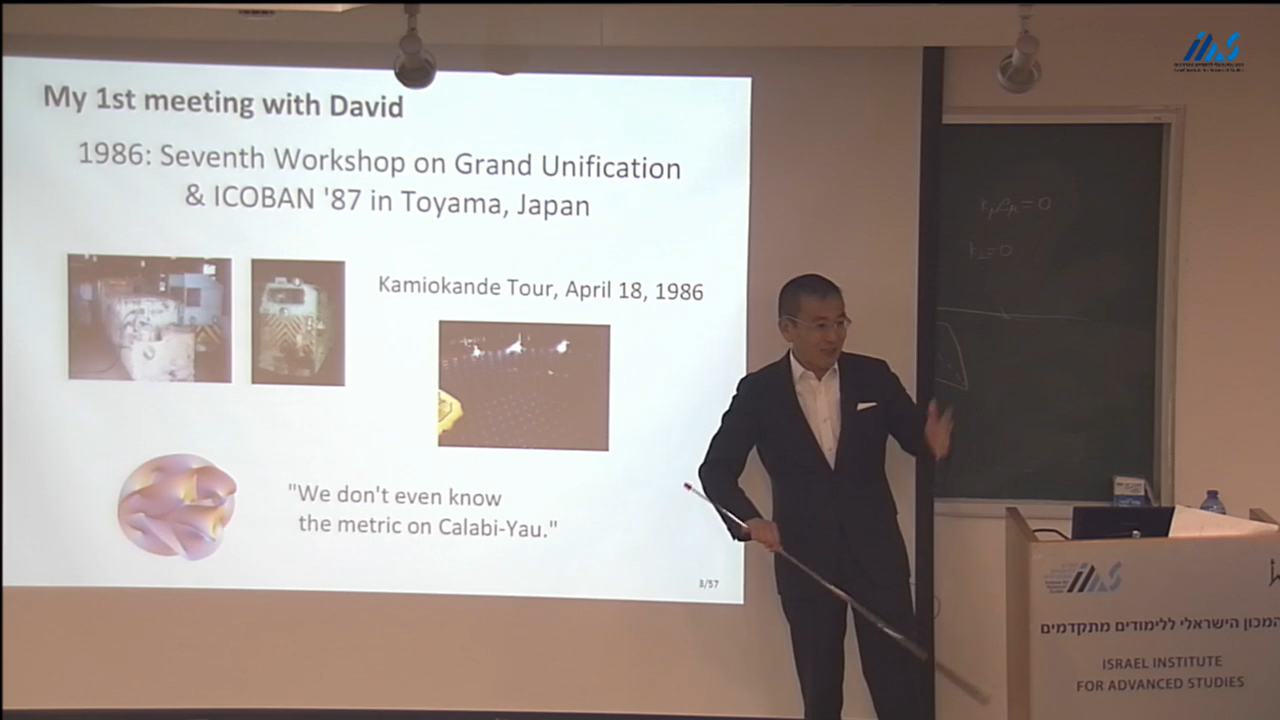 My 1st meeting with David
1986: Seventh Workshop on Grand Unification
& ICOBAN '87 in Toyama, Japan
Kamiokande Tour, April 18, 1986
"We don't even know
the metric on Calabi-Yau."
3/57
ias
המכון הישראלי ללימודים מתקדמים
ISRAEL INSTITUTE
FOR ADVANCED STUDIES